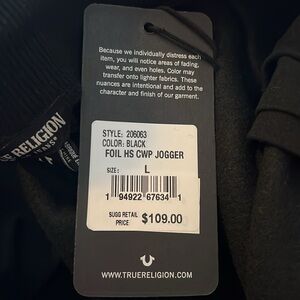 Because we individually distress each
item, you will notice areas of fading,
wear, and even holes. Color may
transfer onto lighter fabrics. These
nuances are intentional and add to the
character and finish of our garment.
RELIGION
STYLE: 206063
COLOR: BLACK
FOIL HS CWP JOGGER
SIZE: L
1 94922 67634 1
SUGG RETAIL
PRICE $109.00
WWW.TRUERELIGION.COM